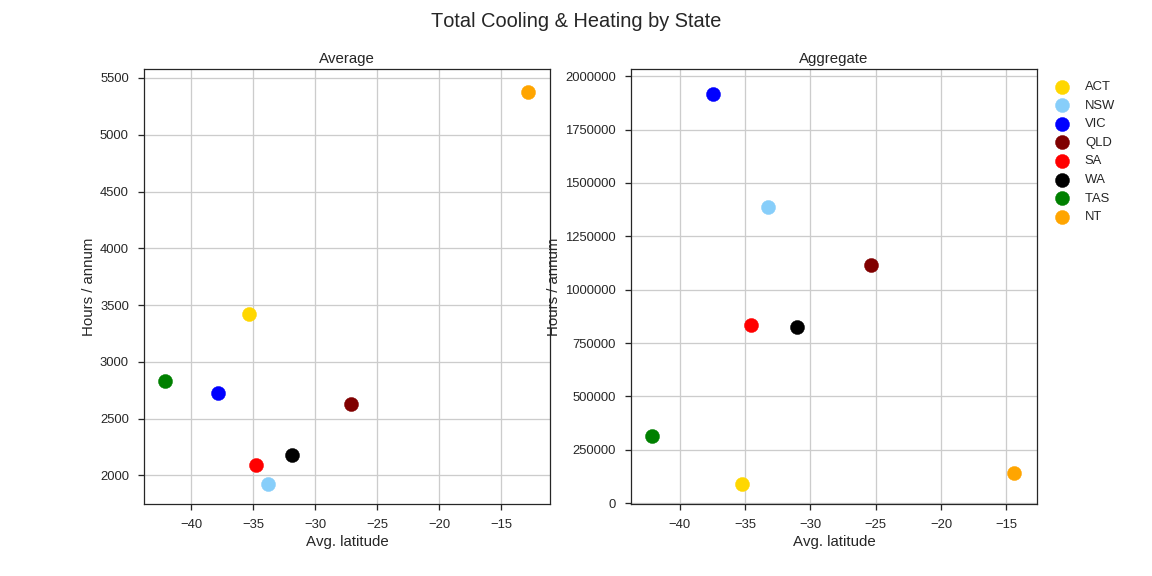 Total Cooling & Heating by State
Average
5500
5000
4500
4000
3500
3000
2500
2000
Hours / annum
−40 −35 −30 −25 −20 −15
Avg. latitude
Aggregate
2000000
1750000
1500000
1250000
1000000
750000
500000
250000
0
Hours / annum
−40 −35 −30 −25 −20 −15
Avg. latitude
ACT
NSW
VIC
QLD
SA
WA
TAS
NT